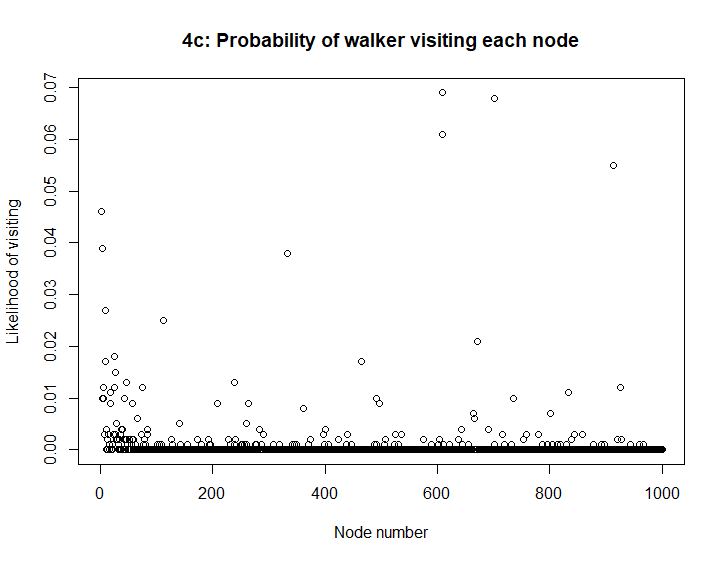 4c: Probability of walker visiting each node
Likelihood of visiting
0.07
0.06
0.05
0.04
0.03
0.02
0.01
0.00
0 200 400 600 800 1000
Node number